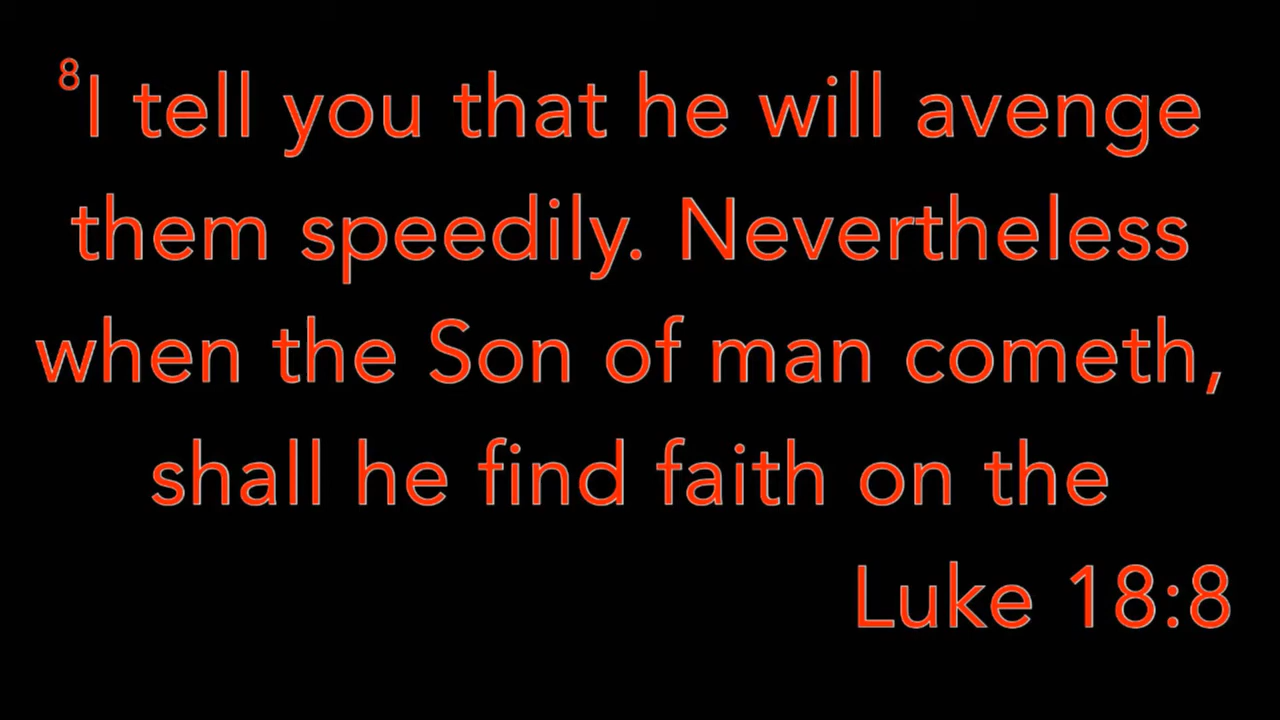 ⁸I tell you that he will avenge
them speedily. Nevertheless
when the Son of man cometh,
shall he find faith on the
Luke 18:8